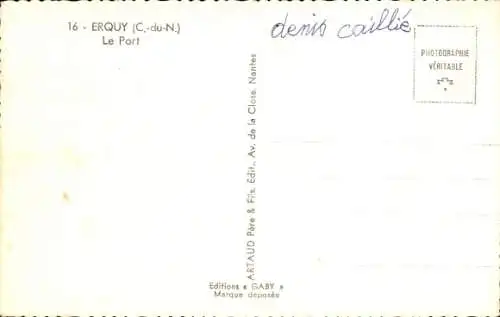 16 - ERQUY (C.-du-N.)
Le Port
denis caillié
PHOTOGRAPHIE
VÉRITABLE
ARTAUD Père & Fils, Edit., Av. de la Close, Nantes
Editions « GABY »
Marque déposée